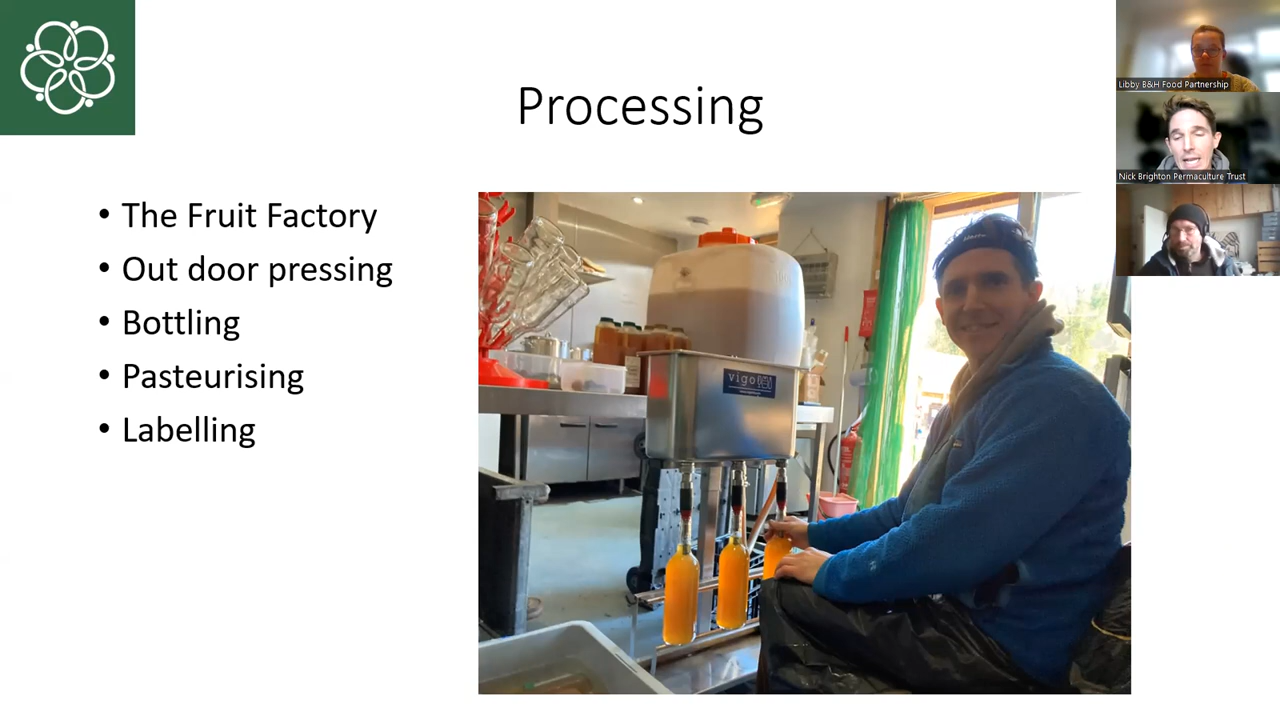 Processing
• The Fruit Factory
• Out door pressing
• Bottling
• Pasteurising
• Labelling
vigo
Libby B&H Food Partnership
Nick Brighton Permaculture Trust